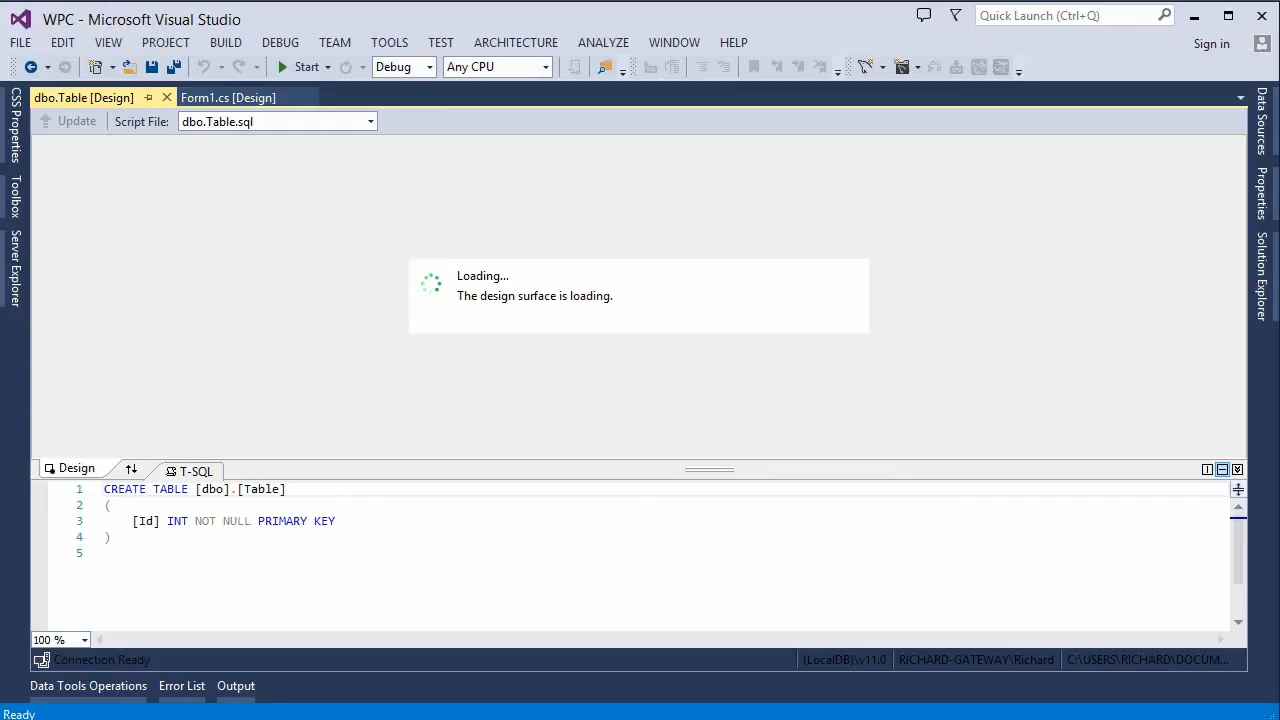 WPC - Microsoft Visual Studio
Quick Launch (Ctrl+Q)
FILE EDIT VIEW PROJECT BUILD DEBUG TEAM TOOLS TEST ARCHITECTURE ANALYZE WINDOW HELP
Sign in
Start Debug Any CPU
dbo.Table [Design] Form1.cs [Design]
Update Script File: dbo.Table.sql
CSS Properties
Toolbox
Server Explorer
Data Sources
Properties
Solution Explorer
Loading...
The design surface is loading.
Design T-SQL
1 CREATE TABLE [dbo].[Table]
2 (
3 [Id] INT NOT NULL PRIMARY KEY
4 )
5
100 %
Connection Ready (LocalDB)\v11.0 RICHARD-GATEWAY\Richard C:\USERS\RICHARD\DOCUM...
Data Tools Operations Error List Output
Ready